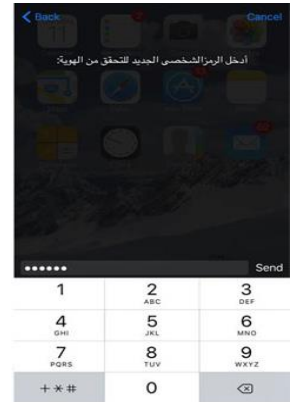 Back
Cancel
أدخل الرمز الشخصى الجديد للتحقق من الهوية:
••••••
Send
1
2
ABC
3
DEF
4
GHI
5
JKL
6
MNO
7
PQRS
8
TUV
9
WXYZ
+*#
0